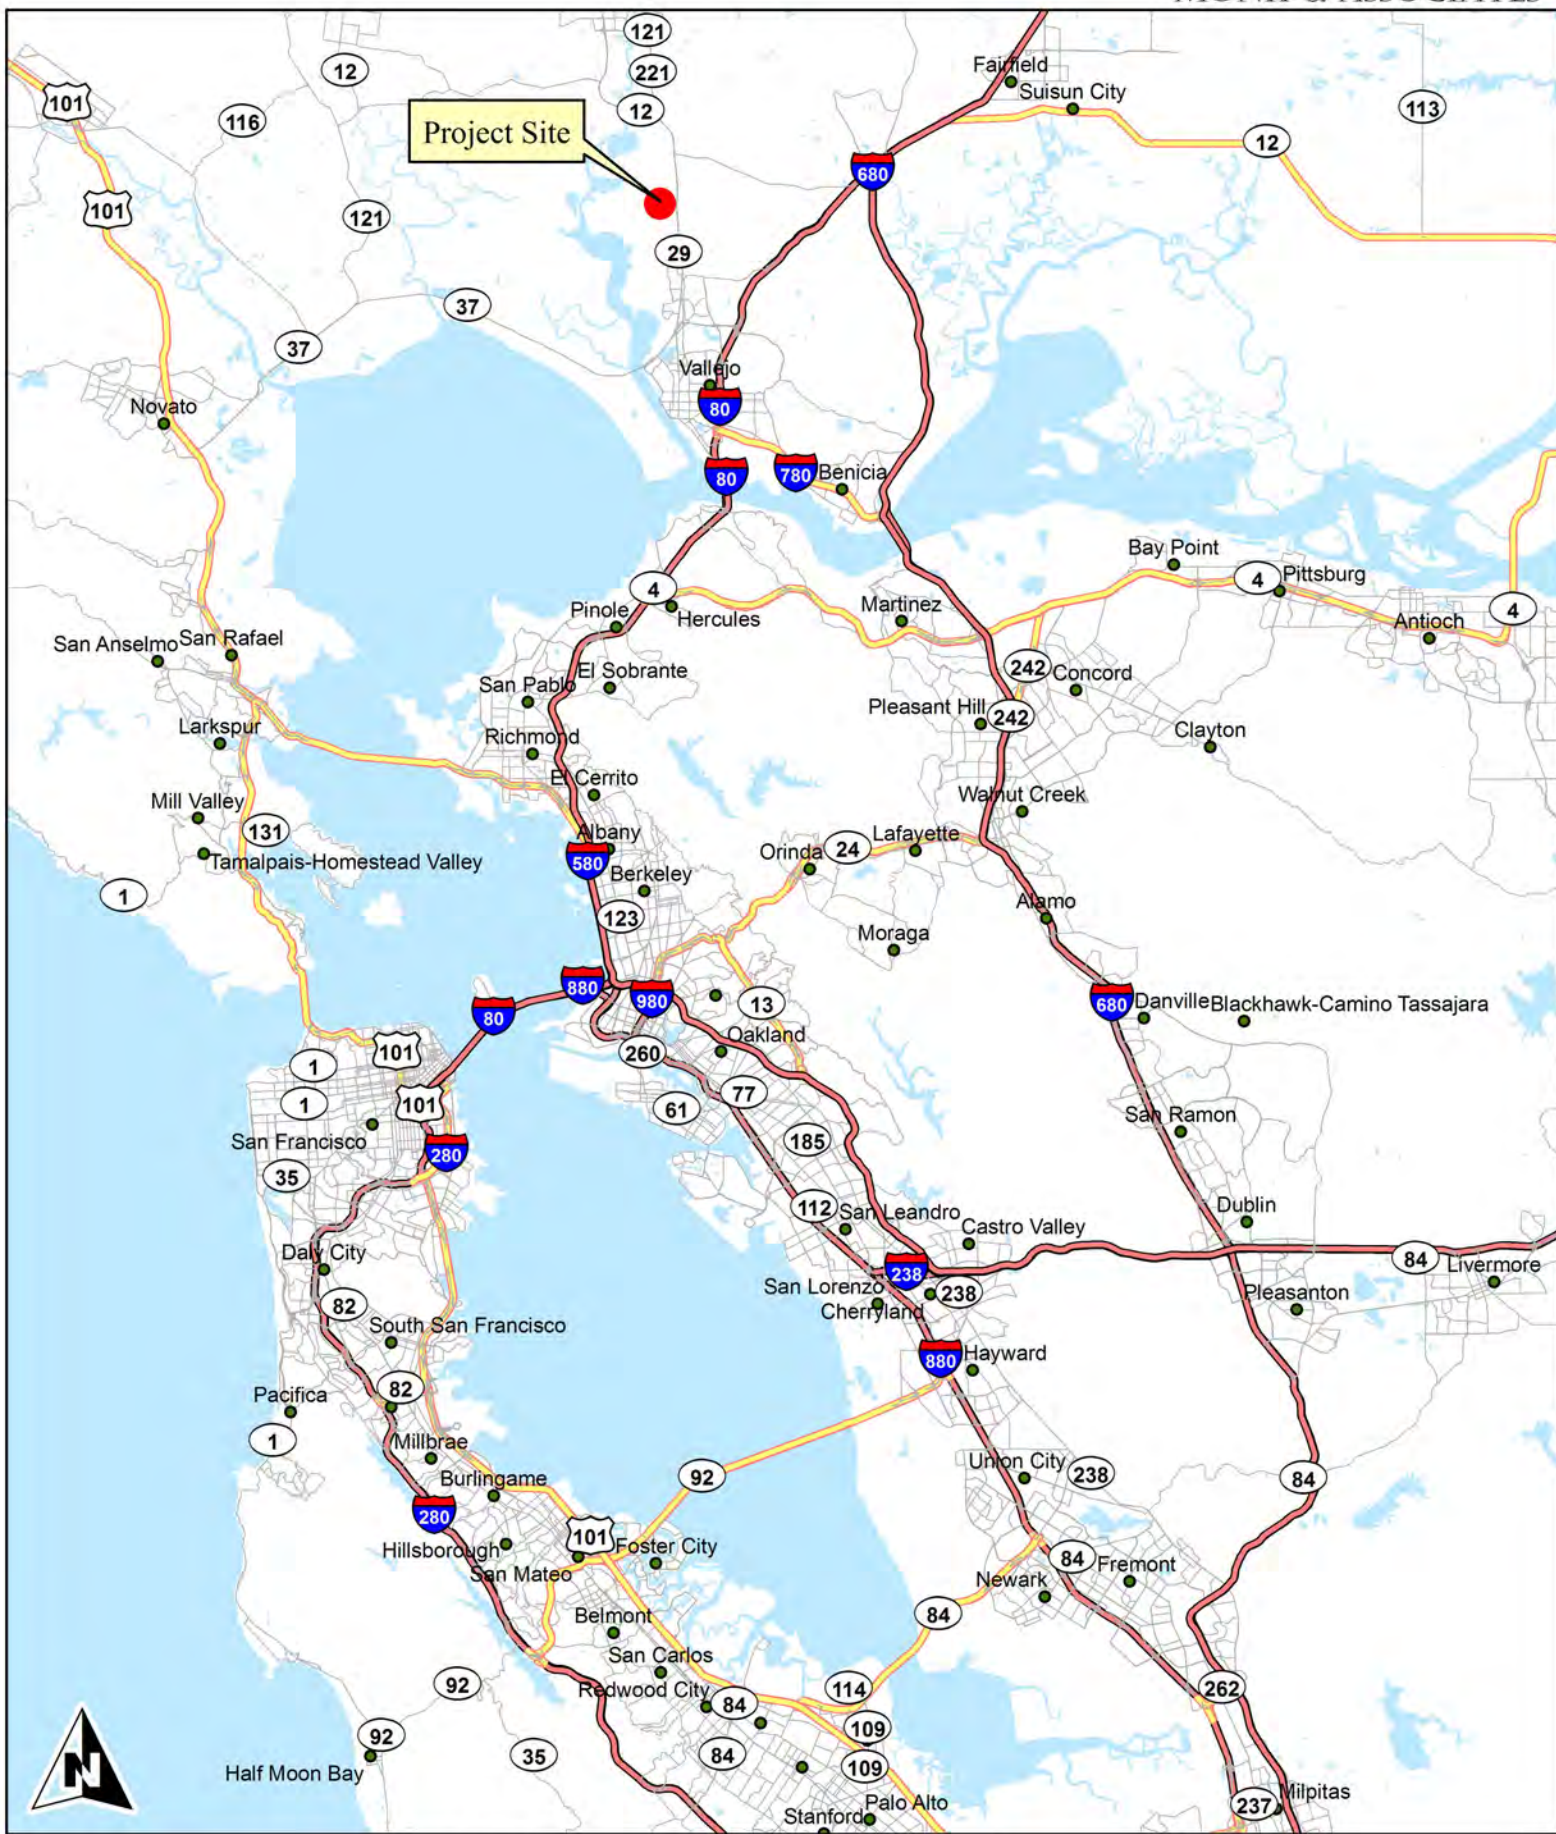 121
12
221
Fairfield
Suisun City
101
12
113
116
Project Site
12
680
101
121
29
37
37
Vallejo
80
Novato
80
780
Benicia
Bay Point
4
Pittsburg
4
Pinole
Hercules
Martinez
4
Antioch
San Anselmo
San Rafael
El Sobrante
242
Concord
San Pablo
Pleasant Hill
242
Larkspur
Richmond
Clayton
El Cerrito
Mill Valley
Walnut Creek
131
Albany
24
Lafayette
Tamalpais-Homestead Valley
580
Orinda
1
Berkeley
123
Alamo
Moraga
880
980
13
680
Danville
Blackhawk-Camino Tassajara
80
101
260
Oakland
1
1
101
61
77
San Francisco
185
San Ramon
280
35
112
San Leandro
Dublin
Castro Valley
Daly City
238
84
Livermore
82
San Lorenzo
238
Cherryland
Pleasanton
South San Francisco
880
Hayward
Pacifica
82
1
Millbrae
Burlingame
92
Union City
238
84
280
101
Hillsborough
Foster City
84
Fremont
San Mateo
Newark
Belmont
84
San Carlos
92
Redwood City
84
114
262
92
109
35
84
109
Half Moon Bay
N
Palo Alto
237
Milpitas
Stanford